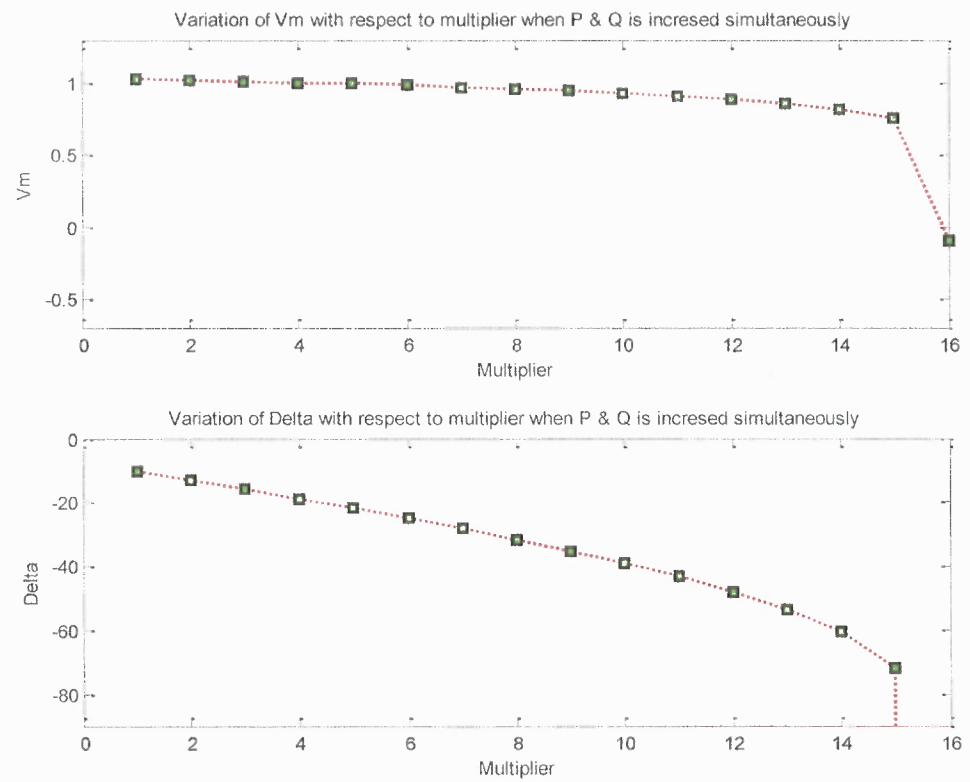 Variation of Vm with respect to multiplier when P & Q is incresed simultaneously
1
0.5
0
-0.5
Vm
0 2 4 6 8 10 12 14 16
Multiplier
Variation of Delta with respect to multiplier when P & Q is incresed simultaneously
0
-20
-40
-60
-80
Delta
0 2 4 6 8 10 12 14 16
Multiplier